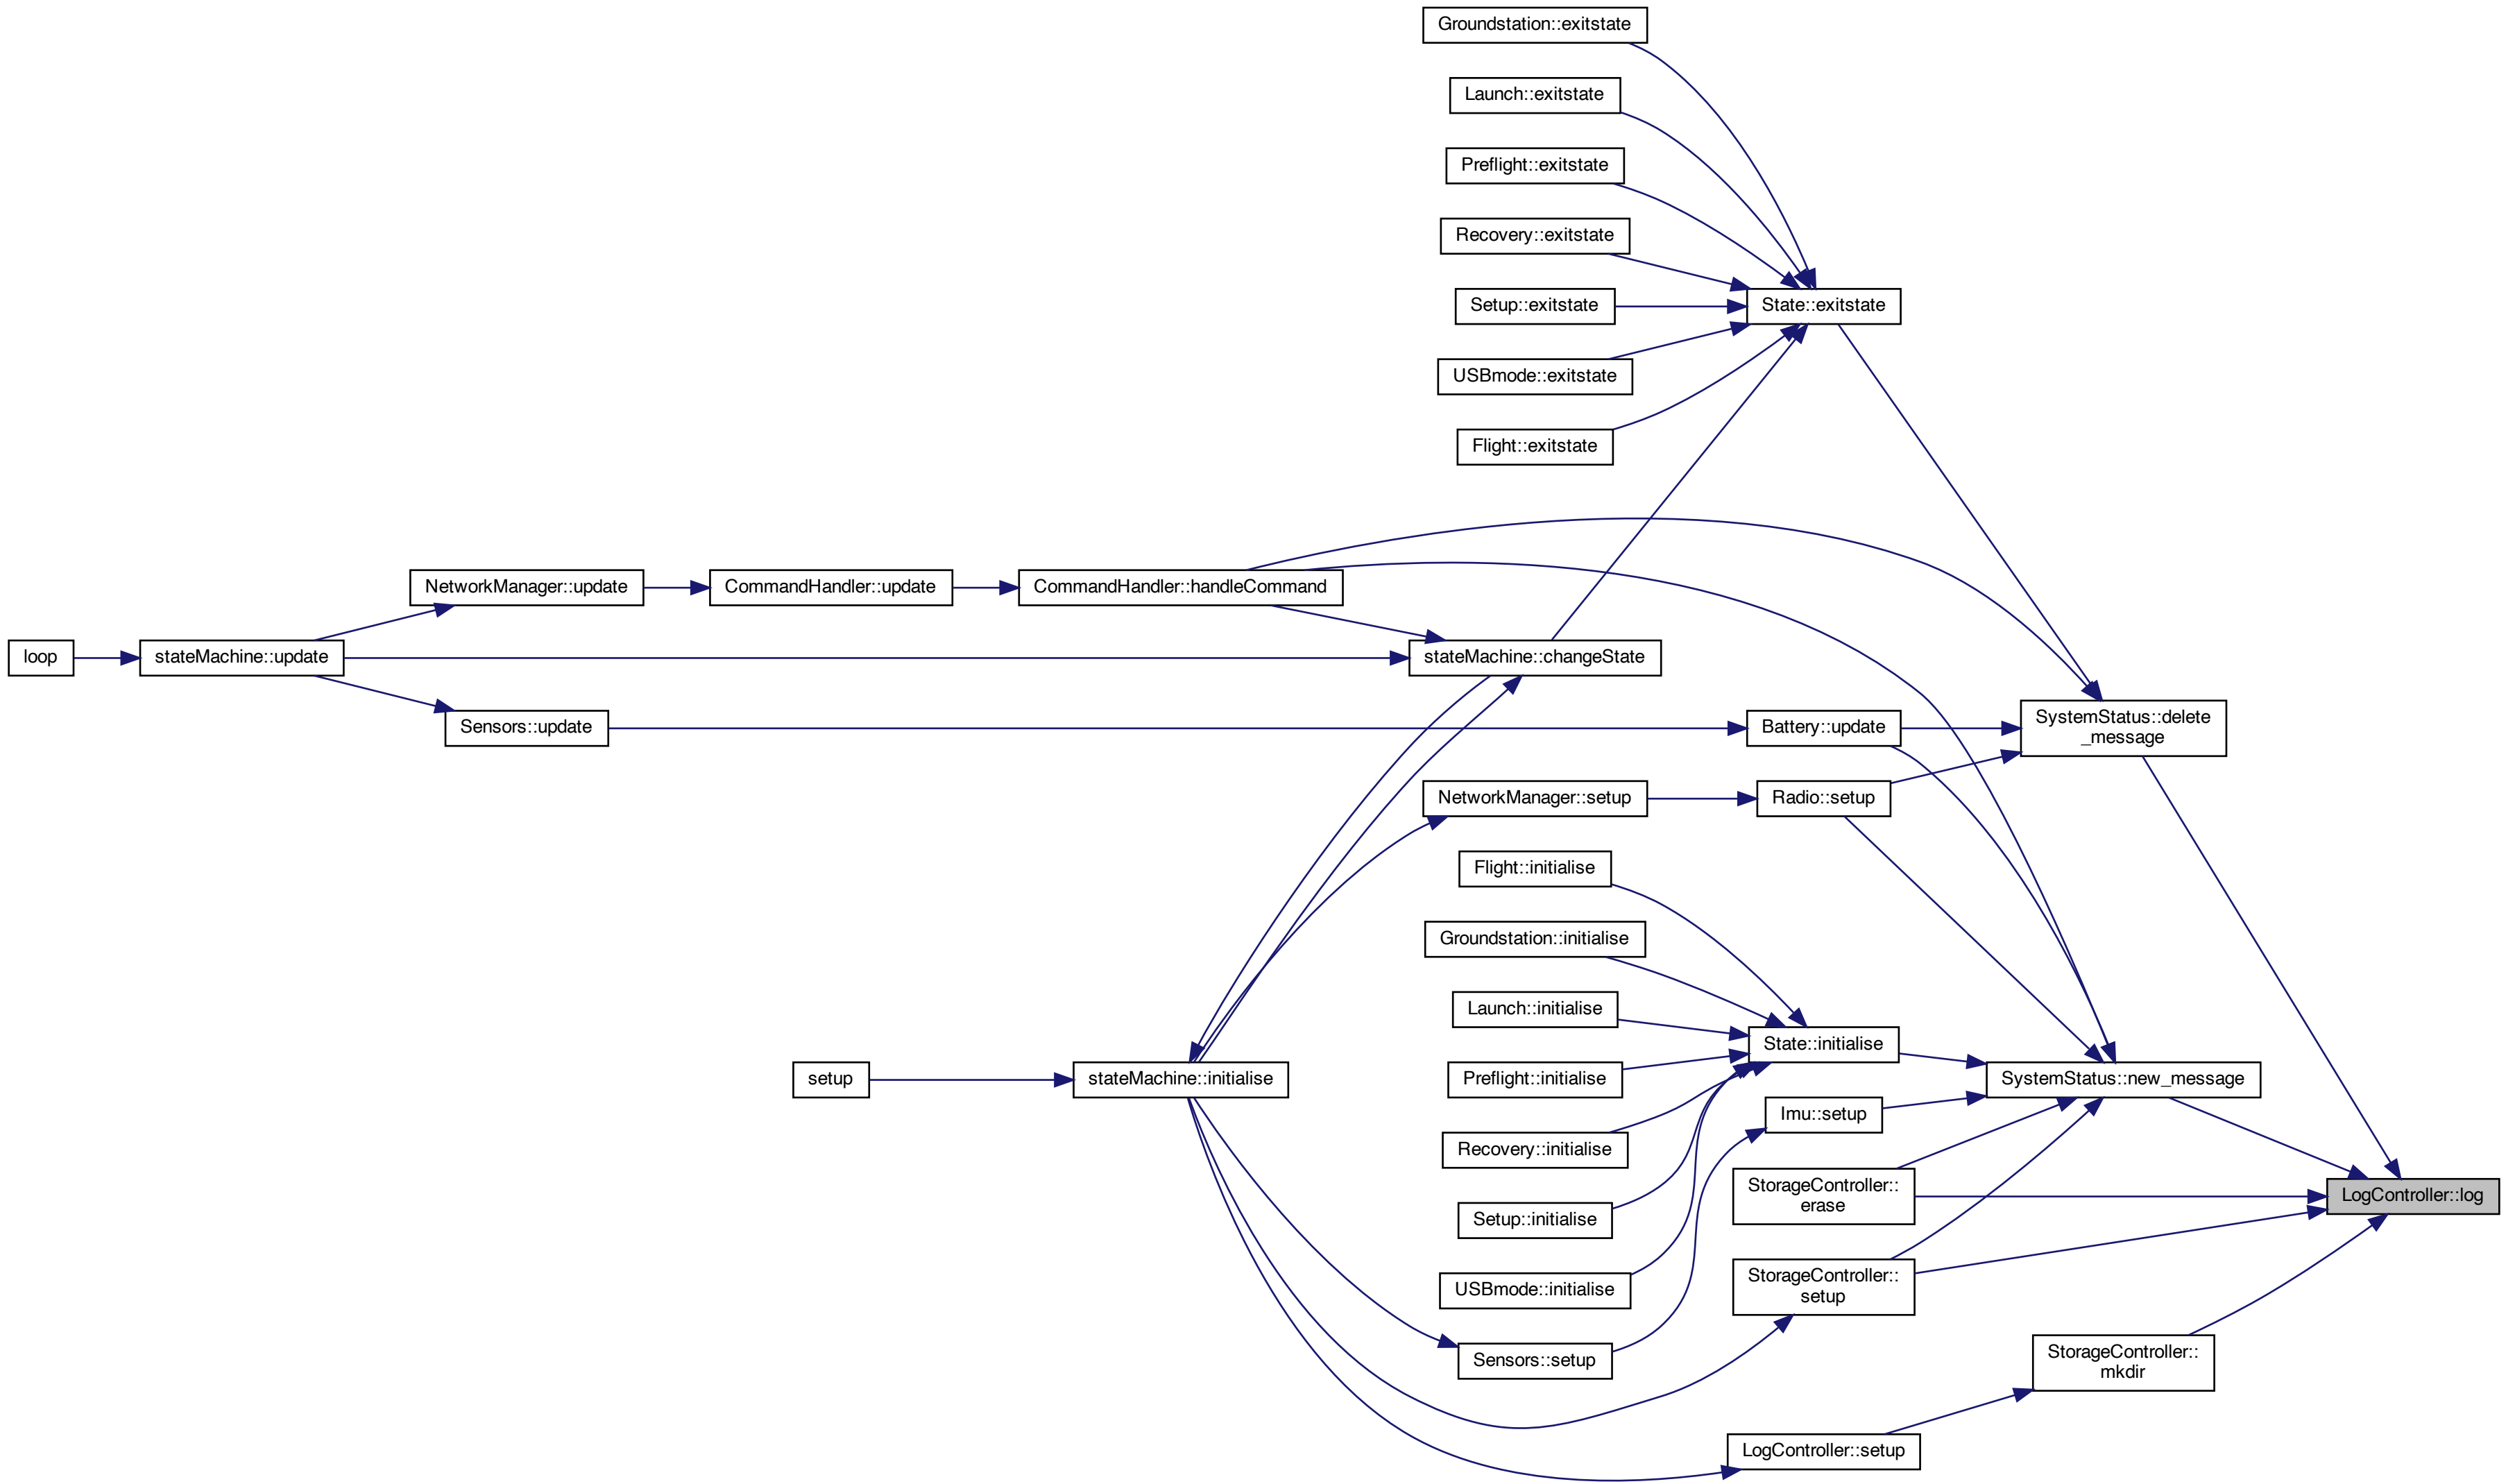 Groundstation::exitstate
Launch::exitstate
Preflight::exitstate
Recovery::exitstate
Setup::exitstate
State::exitstate
USBmode::exitstate
Flight::exitstate
NetworkManager::update
CommandHandler::update
CommandHandler::handleCommand
loop
stateMachine::update
stateMachine::changeState
Sensors::update
Battery::update
SystemStatus::delete
_message
NetworkManager::setup
Radio::setup
Flight::initialise
Groundstation::initialise
Launch::initialise
State::initialise
setup
stateMachine::initialise
Preflight::initialise
SystemStatus::new_message
Imu::setup
Recovery::initialise
StorageController::
erase
LogController::log
Setup::initialise
USBmode::initialise
StorageController::
setup
Sensors::setup
StorageController::
mkdir
LogController::setup